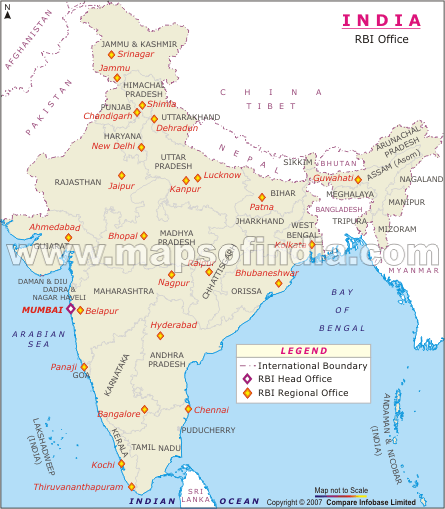 N
INDIA
RBI Office
AFGHANISTAN
PAKISTAN
JAMMU & KASHMIR
Srinagar
Jammu
HIMACHAL
PRADESH
CHINA
TIBET
PUNJAB
Shimla
Chandigarh
UTTARAKHAND
Dehradun
HARYANA
New Delhi
NEPAL
UTTAR
PRADESH
SIKKIM
BHUTAN
ARUNACHAL
PRADESH
ASSAM (Asom)
Guwahati
NAGALAND
RAJASTHAN
Jaipur
Kanpur
Lucknow
BIHAR
Patna
MEGHALAYA
MANIPUR
BANGLADESH
TRIPURA
MIZORAM
JHARKHAND
WEST
BENGAL
Kolkata
Ahmedabad
GUJARAT
Bhopal
MADHYA
PRADESH
www.mapsofindia.com
Raipur
CHHATTISGARH
Nagpur
Bhubaneshwar
ORISSA
MYANMAR
DAMAN & DIU
DADRA &
NAGAR HAVELI
MAHARASHTRA
MUMBAI
Belapur
BAY
OF
BENGAL
ARABIAN
SEA
Hyderabad
ANDHRA
PRADESH
Panaji
GOA
KARNATAKA
LEGEND
International Boundary
RBI Head Office
RBI Regional Office
Bangalore
Chennai
PUDUCHERRY
LAKSHADWEEP
(INDIA)
KERALA
TAMIL NADU
Kochi
Thiruvananthapuram
ANDAMAN & NICOBAR
(INDIA)
SRI
LANKA
INDIAN OCEAN
Map not to Scale
Copyright © 2007 Compare Infobase Limited